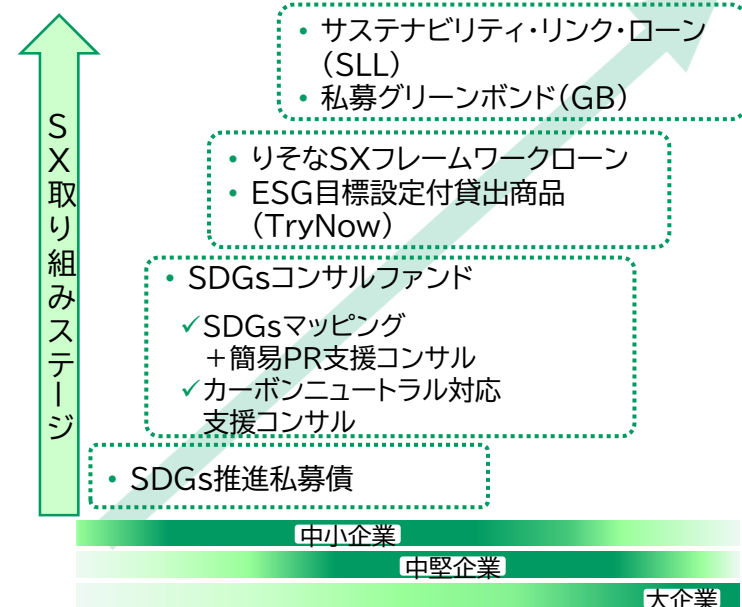 ・サステナビリティ・リンク・ローン
（SLL）
・私募グリーンボンド（GB）
・りそなSXフレームワークローン
・ESG目標設定付貸出商品
（TryNow）
・SDGsコンサルファンド
✓SDGsマッピング
＋簡易PR支援コンサル
✓カーボンニュートラル対応
支援コンサル
・SDGs推進私募債
SX取り組みステージ
中小企業
中堅企業
大企業